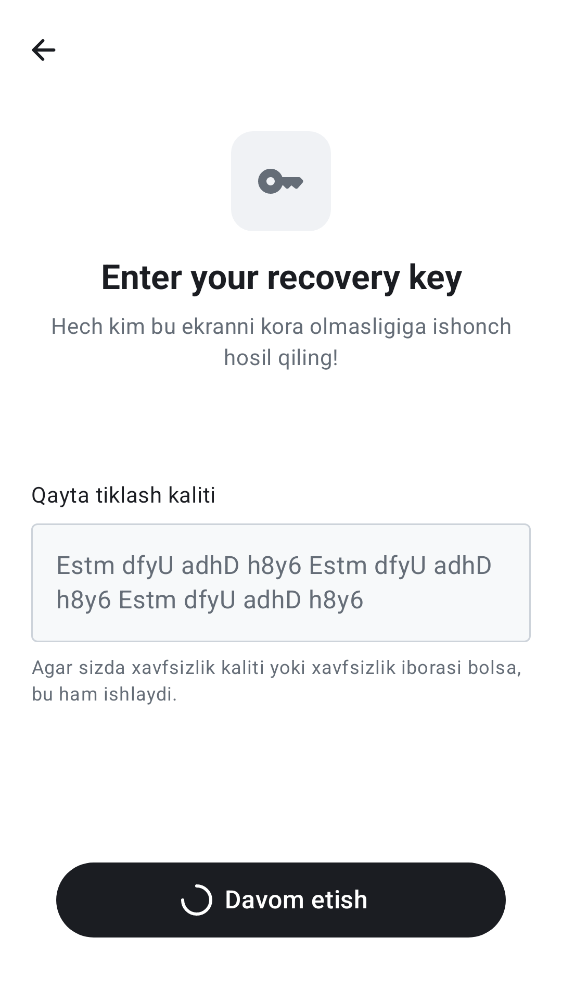 Enter your recovery key
Hech kim bu ekranni kora olmasligiga ishonch
hosil qiling!
Qayta tiklash kaliti
Estm dfyU adhD h8y6 Estm dfyU adhD
h8y6 Estm dfyU adhD h8y6
Agar sizda xavfsizlik kaliti yoki xavfsizlik iborasi bolsa,
bu ham ishlaydi.
Davom etish